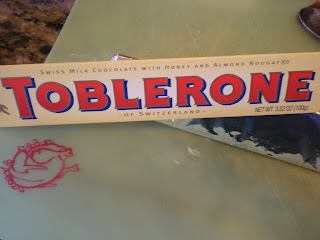 SWISS MILK CHOCOLATE WITH HONEY AND ALMOND NOUGAT®
TOBLERONE
- OF SWITZERLAND -
NET WT. 3.52 OZ (100g)